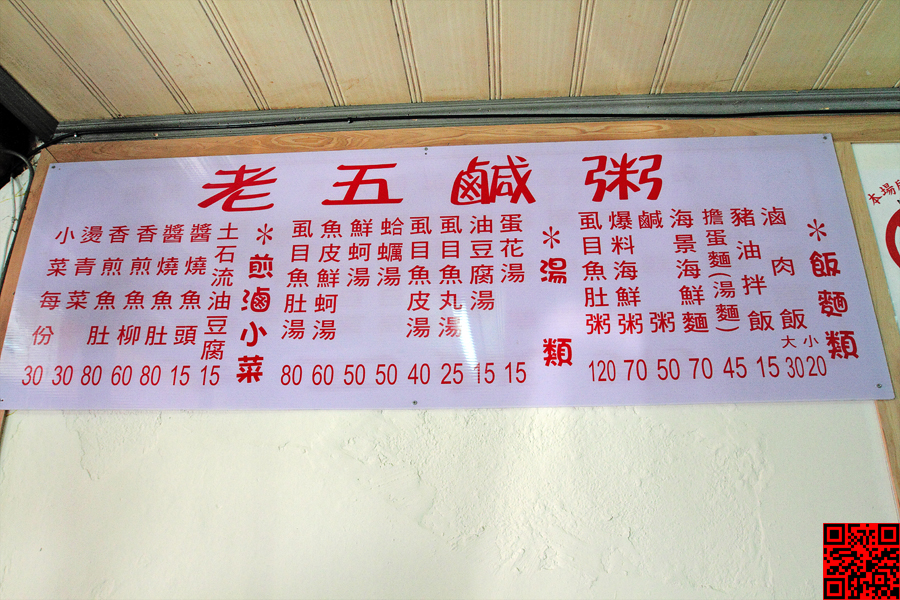 老五鹹粥
＊飯麵類
滷肉飯 小 20 大 30
豬油拌飯 15
擔蛋麵(湯麵) 45
海景海鮮麵 70
鹹粥 50
爆料海鮮粥 70
虱目魚肚粥 120
＊湯類
蛋花湯 15
油豆腐湯 15
虱目魚丸湯 25
虱目魚皮湯 40
蛤蠣湯 50
鮮蚵湯 50
魚皮鮮蚵湯 60
虱目魚肚湯 80
＊煎滷小菜
土石流油豆腐 15
醬燒魚頭 15
醬燒魚肚 80
香煎魚柳 60
香煎魚肚 80
燙青菜 30
小菜每份 30
本場